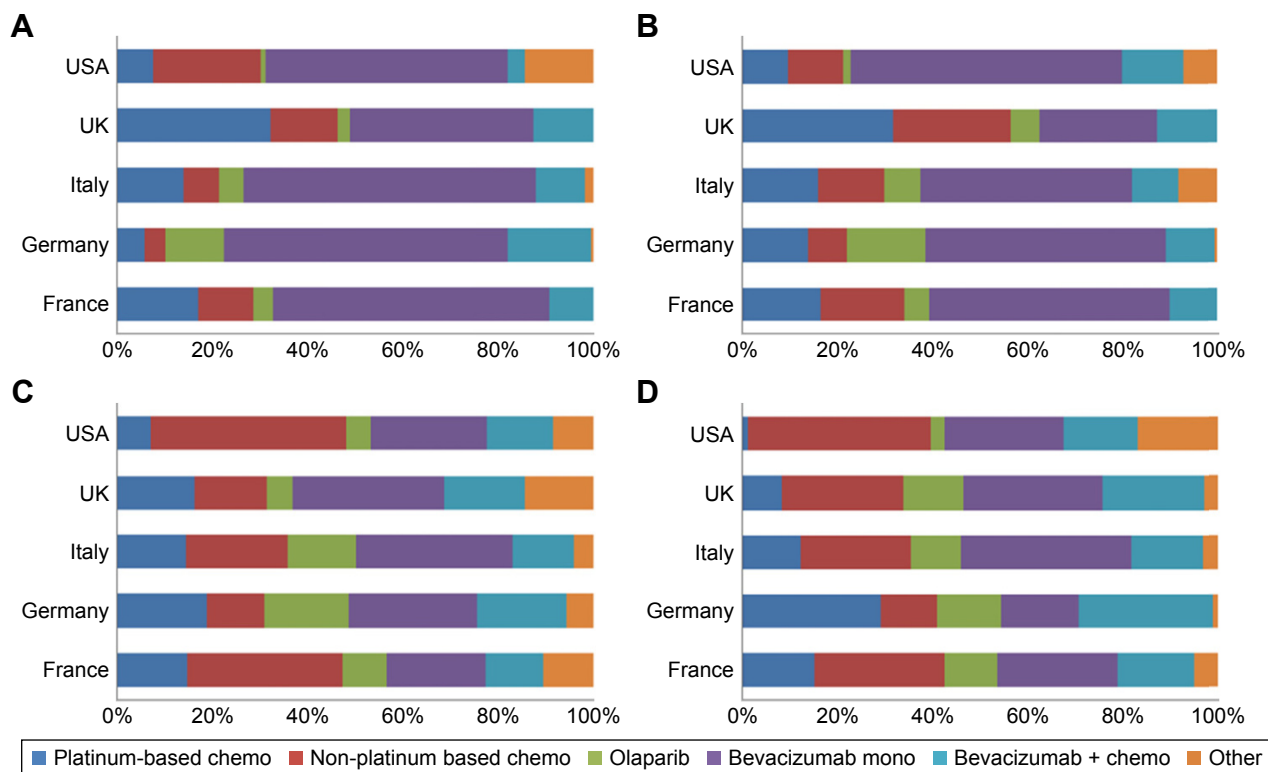 A
USA
UK
Italy
Germany
France
0% 20% 40% 60% 80% 100%
B
USA
UK
Italy
Germany
France
0% 20% 40% 60% 80% 100%
C
USA
UK
Italy
Germany
France
0% 20% 40% 60% 80% 100%
D
USA
UK
Italy
Germany
France
0% 20% 40% 60% 80% 100%
Platinum-based chemo Non-platinum based chemo Olaparib Bevacizumab mono Bevacizumab + chemo Other